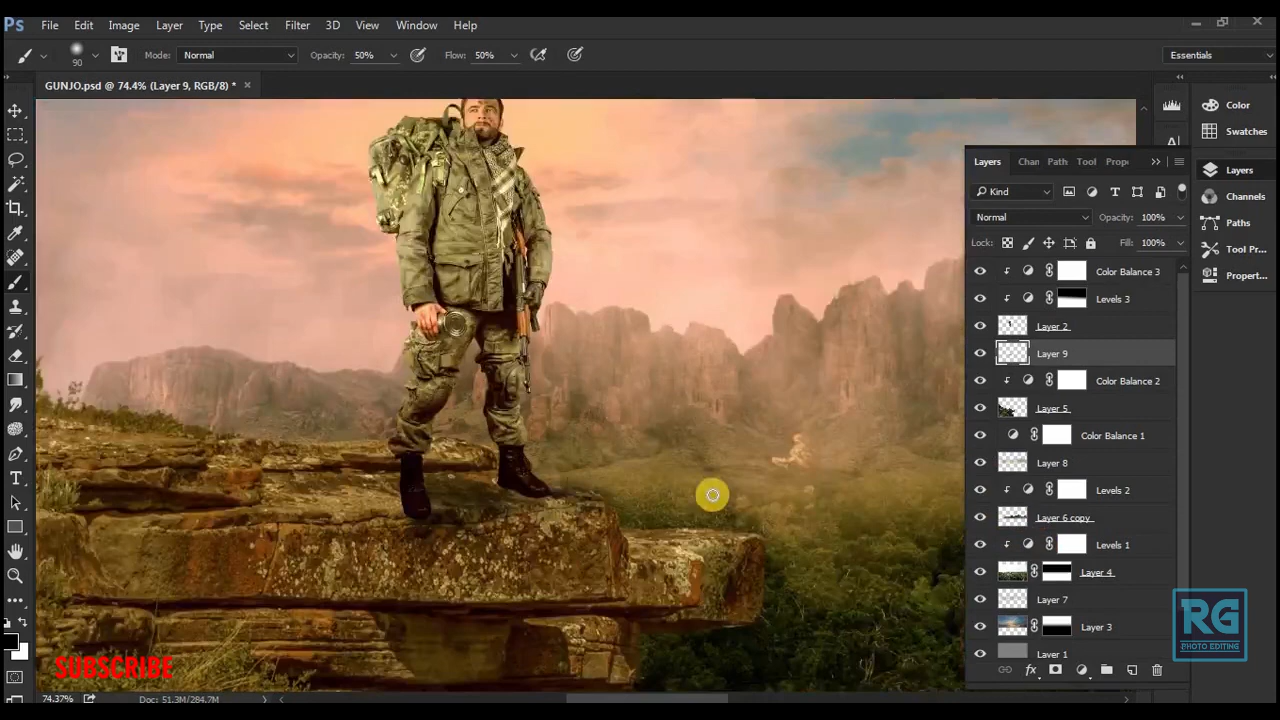 Ps File Edit Image Layer Type Select Filter 3D View Window Help
90 Mode: Normal Opacity: 50% Flow: 50% Essentials
GUNJO.psd @ 74.4% (Layer 9, RGB/8) * ×
Color
Swatches
Layers
Channels
Paths
Tool Pr...
Propert...
Layers Chan Path Tool Prope
Kind
Normal Opacity: 100%
Lock: Fill: 100%
Color Balance 3
Levels 3
Layer 2
Layer 9
Color Balance 2
Layer 5
Color Balance 1
Layer 8
Levels 2
Layer 6 copy
Levels 1
Layer 4
Layer 7
Layer 3
Layer 1
RG
PHOTO EDITING
SUBSCRIBE
74.37% Doc: 51.3M/284.7M